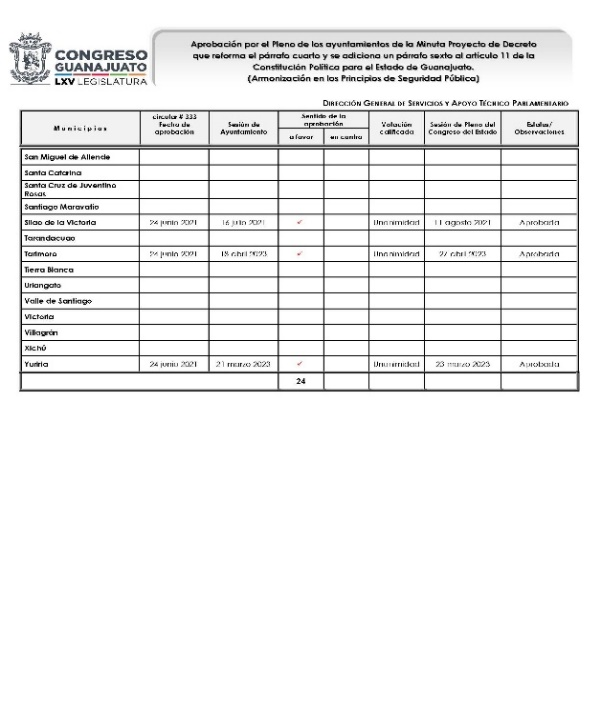 CONGRESO
GUANAJUATO
LXV LEGISLATURA
Aprobación por el Pleno de los ayuntamientos de la Minuta Proyecto de Decreto
que reforma el párrafo cuarto y se adiciona un párrafo sexto al artículo 11 de la
Constitución Política para el Estado de Guanajuato.
(Armonización en los Principios de Seguridad Pública)
DIRECCIÓN GENERAL DE SERVICIOS Y APOYO TÉCNICO PARLAMENTARIO
Municipios
circular # 333
Fecha de
aprobación
Sesión de
Ayuntamiento
Sentido de la
aprobación
a favor
en contra
Votación
calificada
Sesión de Pleno del
Congreso del Estado
Estatus/
Observaciones
San Miguel de Allende
Santa Catarina
Santa Cruz de Juventino
Rosas
Santiago Maravatío
Silao de la Victoria 24 junio 2021 16 julio 2021 ✓ Unanimidad 11 agosto 2021 Aprobada
Tarandacuao
Tarimoro 24 junio 2021 18 abril 2023 ✓ Unanimidad 27 abril 2023 Aprobada
Tierra Blanca
Uriangato
Valle de Santiago
Victoria
Villagrán
Xichú
Yuriria 24 junio 2021 21 marzo 2023 ✓ Unanimidad 23 marzo 2023 Aprobada
24